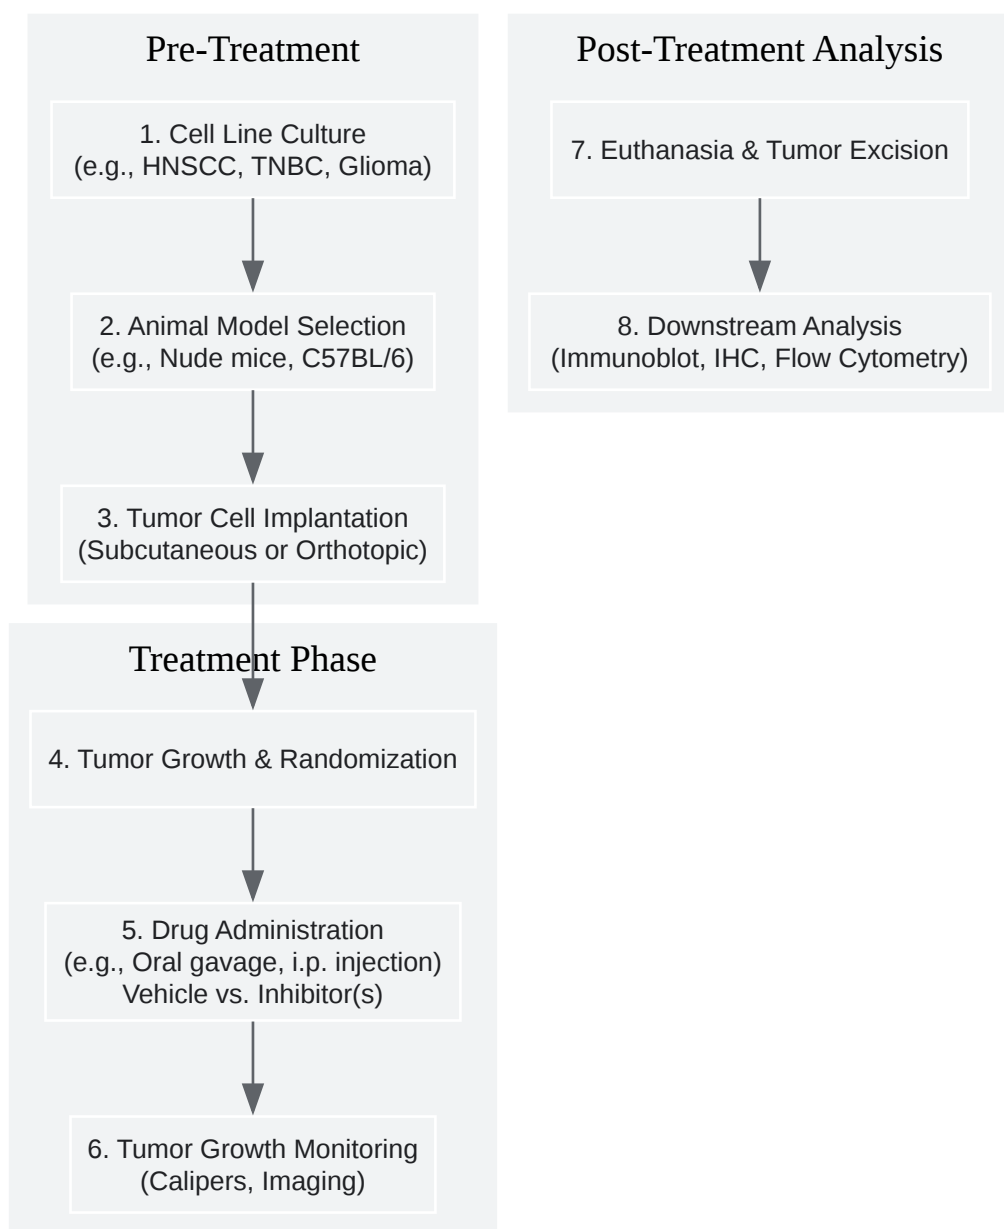 Pre-Treatment
1. Cell Line Culture
(e.g., HNSCC, TNBC, Glioma)
2. Animal Model Selection
(e.g., Nude mice, C57BL/6)
3. Tumor Cell Implantation
(Subcutaneous or Orthotopic)
Treatment Phase
4. Tumor Growth & Randomization
5. Drug Administration
(e.g., Oral gavage, i.p. injection)
Vehicle vs. Inhibitor(s)
6. Tumor Growth Monitoring
(Calipers, Imaging)
Post-Treatment Analysis
7. Euthanasia & Tumor Excision
8. Downstream Analysis
(Immunoblot, IHC, Flow Cytometry)